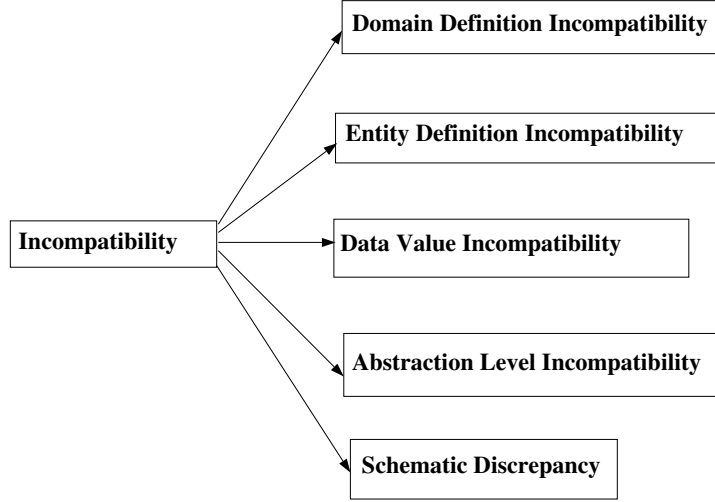 Domain Definition Incompatibility
Entity Definition Incompatibility
Incompatibility
Data Value Incompatibility
Abstraction Level Incompatibility
Schematic Discrepancy